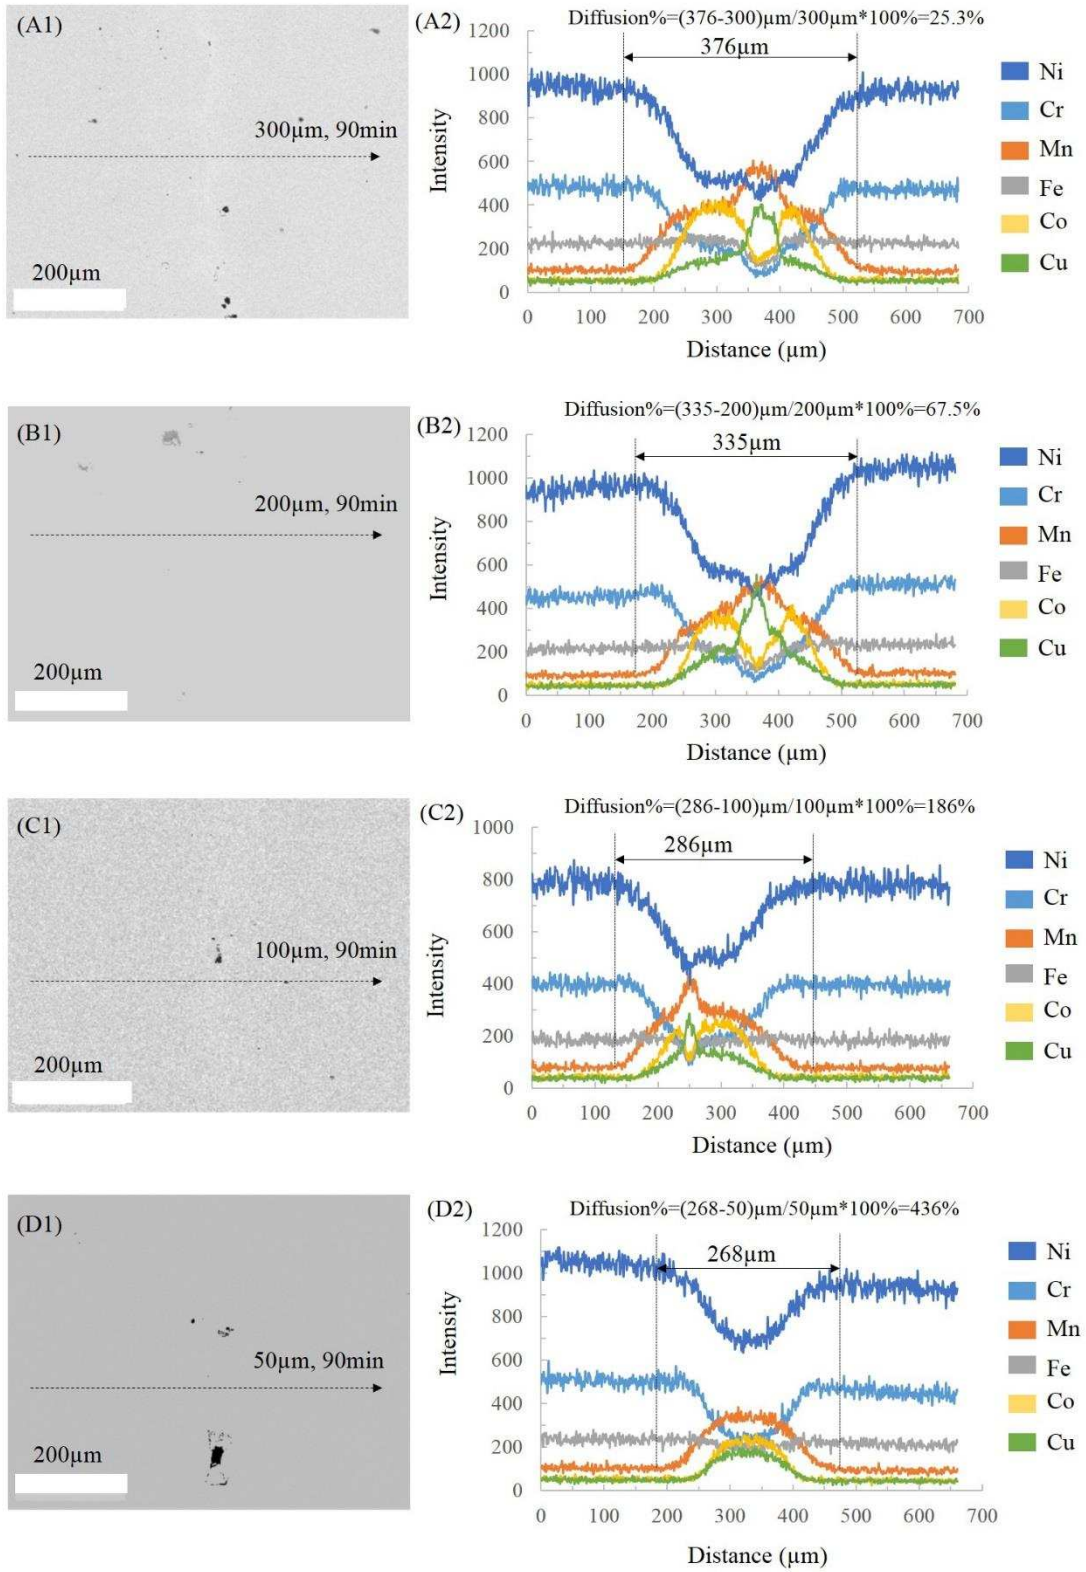 (A1)
300µm, 90min
200µm
(A2)
Diffusion%=(376-300)µm/300µm*100%=25.3%
376µm
Intensity
1200
1000
800
600
400
200
0
0 100 200 300 400 500 600 700
Distance (µm)
Ni
Cr
Mn
Fe
Co
Cu
(B1)
200µm, 90min
200µm
(B2)
Diffusion%=(335-200)µm/200µm*100%=67.5%
335µm
Intensity
1200
1000
800
600
400
200
0
0 100 200 300 400 500 600 700
Distance (µm)
Ni
Cr
Mn
Fe
Co
Cu
(C1)
100µm, 90min
200µm
(C2)
Diffusion%=(286-100)µm/100µm*100%=186%
286µm
Intensity
1000
800
600
400
200
0
0 100 200 300 400 500 600 700
Distance (µm)
Ni
Cr
Mn
Fe
Co
Cu
(D1)
50µm, 90min
200µm
(D2)
Diffusion%=(268-50)µm/50µm*100%=436%
268µm
Intensity
1200
1000
800
600
400
200
0
0 100 200 300 400 500 600 700
Distance (µm)
Ni
Cr
Mn
Fe
Co
Cu